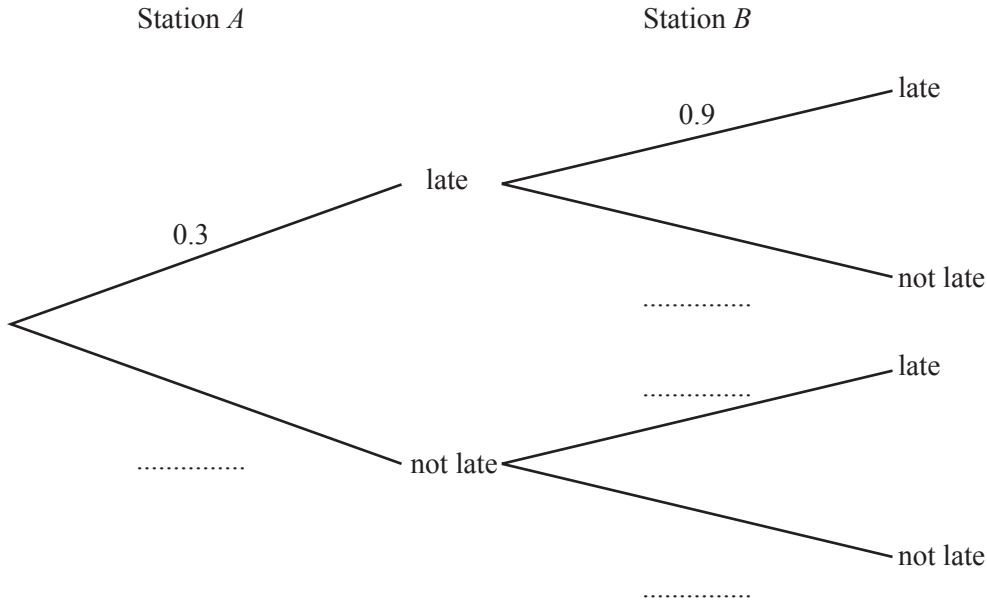 Station A Station B
late
0.9
late
0.3
not late
...............
late
...............
not late
...............
not late
...............